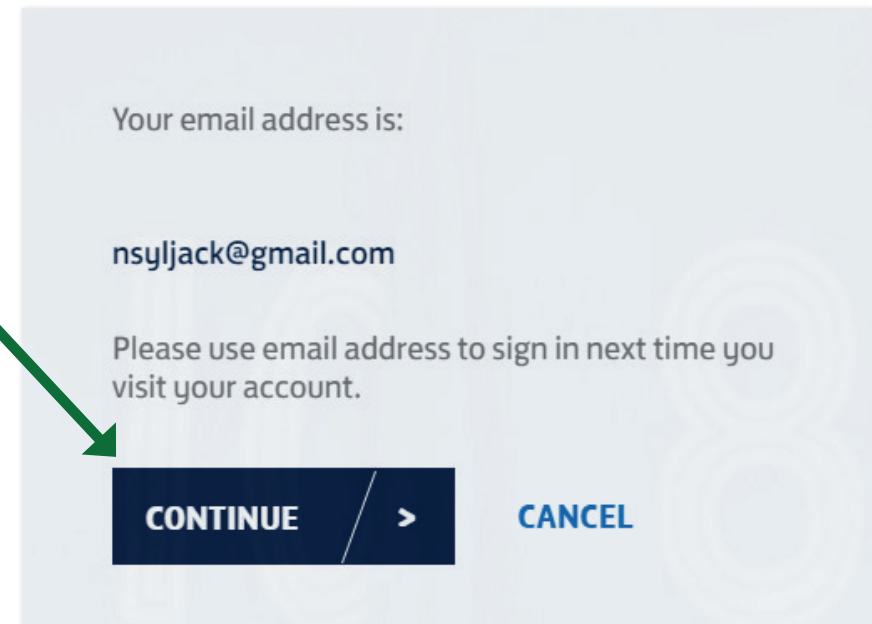 Your email address is:
nsyljack@gmail.com
Please use email address to sign in next time you
visit your account.
CONTINUE >
CANCEL